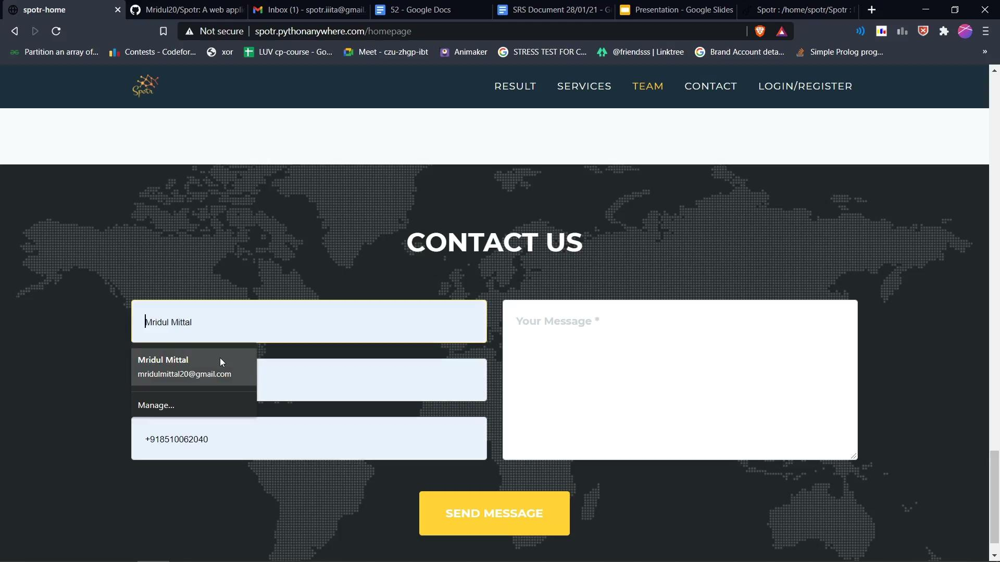 spotr-home
Mridul20/Spotr: A web appli
Inbox (1) - spotr.iiita@gmail.
52 - Google Docs
SRS Document 28/01/21 - G
Presentation - Google Slides
Spotr : /home/spotr/Spotr :
Not secure
spotr.pythonanywhere.com/homepage
Partition an array of...
Contests - Codefor...
xor
LUV cp-course - Go...
Meet - czu-zhgp-ibt
Animaker
STRESS TEST FOR C...
@friendsss | Linktree
Brand Account deta...
Simple Prolog prog...
»
Spotr
RESULT
SERVICES
TEAM
CONTACT
LOGIN/REGISTER
CONTACT US
Mridul Mittal
Your Message *
Mridul Mittal
mridulmittal20@gmail.com
Manage...
+918510062040
SEND MESSAGE